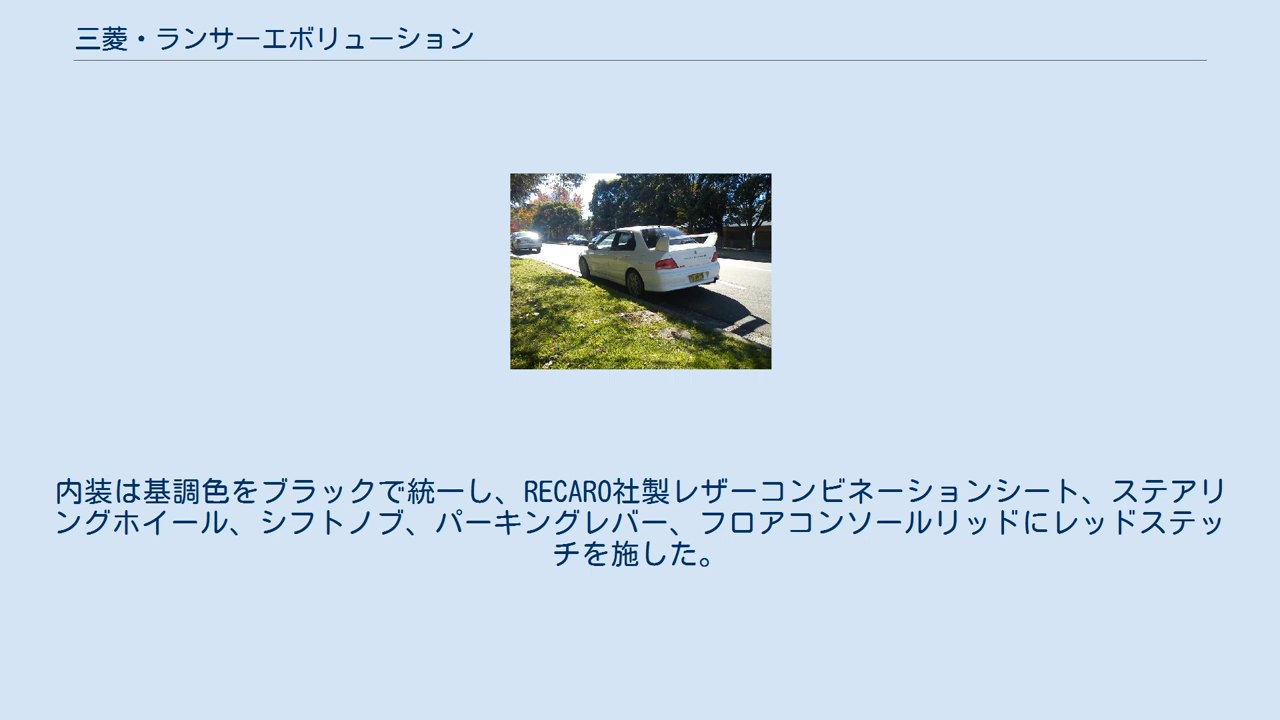 三菱・ランサーエボリューション
内装は基調色をブラックで統一し、RECARO社製レザーコンビネーションシート、ステアリ
ングホイール、シフトノブ、パーキングレバー、フロアコンソールリッドにレッドステッ
チを施した。